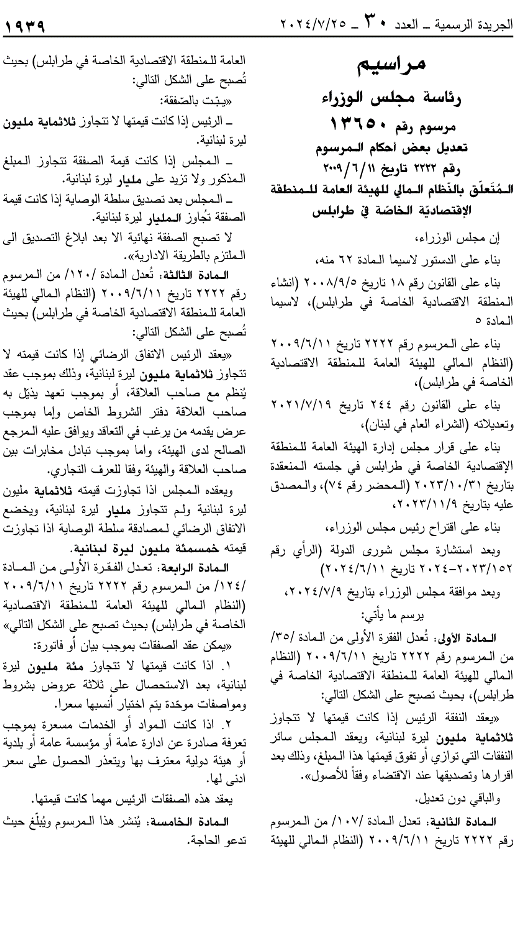 الجريدة الرسمية ــ العدد ٣٠ ــ ٢٠٢٤/٧/٢٥
١٩٣٩
مراسيم
رئاسة مجلس الوزراء
مرسوم رقم ١٣٦٥٠
تعديل بعض أحكام المرسوم
رقم ٢٢٢٢ تاريخ ٢٠٠٩/٦/١١
المُتعلّق بالنّظام المالي للهيئة العامة للمنطقة
الإقتصاديّة الخاصّة في طرابلس
إن مجلس الوزراء،
بناء على الدستور لاسيما المادة ٦٢ منه،
بناء على القانون رقم ١٨ تاريخ ٢٠٠٨/٩/٥ (انشاء
المنطقة الاقتصادية الخاصة في طرابلس)، لاسيما
المادة ٥
بناء على المرسوم رقم ٢٢٢٢ تاريخ ٢٠٠٩/٦/١١
(النظام المالي للهيئة العامة للمنطقة الاقتصادية
الخاصة في طرابلس)،
بناء على القانون رقم ٢٤٤ تاريخ ٢٠٢١/٧/١٩
وتعديلاته (الشراء العام في لبنان)،
بناء على قرار مجلس إدارة الهيئة العامة للمنطقة
الإقتصادية الخاصة في طرابلس في جلسته المنعقدة
بتاريخ ٢٠٢٣/١٠/٣١ (المحضر رقم ٧٤)، والمصدق
عليه بتاريخ ٢٠٢٣/١١/٩،
بناء على اقتراح رئيس مجلس الوزراء،
وبعد استشارة مجلس شورى الدولة (الرأي رقم
٢٠٢٣/١٥٢-٢٠٢٤ تاريخ ٢٠٢٤/٦/١١)
وبعد موافقة مجلس الوزراء بتاريخ ٢٠٢٤/٧/٩،
يرسم ما يأتي:
المادة الأولى: تُعدل الفقرة الأولى من المادة /٣٥/
من المرسوم رقم ٢٢٢٢ تاريخ ٢٠٠٩/٦/١١ (النظام
المالي للهيئة العامة للمنطقة الاقتصادية الخاصة في
طرابلس)، بحيث تصبح على الشكل التالي:
«يعقد النفقة الرئيس إذا كانت قيمتها لا تتجاوز
ثلاثماية مليون ليرة لبنانية، ويعقد المجلس سائر
النفقات التي توازي أو تفوق قيمتها هذا المبلغ، وذلك بعد
اقرارها وتصديقها عند الاقتضاء وفقاً للأصول».
والباقي دون تعديل.
المادة الثانية: تعدل المادة /١٠٧/ من المرسوم
رقم ٢٢٢٢ تاريخ ٢٠٠٩/٦/١١ (النظام المالي للهيئة
العامة للمنطقة الاقتصادية الخاصة في طرابلس) بحيث
تُصبح على الشكل التالي:
«يبّت بالصّفقة:
ــ الرئيس إذا كانت قيمتها لا تتجاوز ثلاثماية مليون
ليرة لبنانية.
ــ المجلس إذا كانت قيمة الصفقة تتجاوز المبلغ
المذكور ولا تزيد على مليار ليرة لبنانية.
ــ المجلس بعد تصديق سلطة الوصاية إذا كانت قيمة
الصفقة تُجاوز المليار ليرة لبنانية.
لا تصبح الصفقة نهائية الا بعد ابلاغ التصديق الى
الملتزم بالطريقة الادارية».
المادة الثالثة: تُعدل المادة /١٢٠/ من المرسوم
رقم ٢٢٢٢ تاريخ ٢٠٠٩/٦/١١ (النظام المالي للهيئة
العامة للمنطقة الاقتصادية الخاصة في طرابلس) بحيث
تُصبح على الشكل التالي:
«يعقد الرئيس الاتفاق الرضائي إذا كانت قيمته لا
تتجاوز ثلاثماية مليون ليرة لبنانية، وذلك بموجب عقد
يُنظم مع صاحب العلاقة، أو بموجب تعهد يذيّل به
صاحب العلاقة دفتر الشروط الخاص وإما بموجب
عرض يقدمه من يرغب في التعاقد ويوافق عليه المرجع
الصالح لدى الهيئة، واما بموجب تبادل مخابرات بين
صاحب العلاقة والهيئة وفقا للعرف التجاري.
ويعقده المجلس اذا تجاوزت قيمته ثلاثماية مليون
ليرة لبنانية ولم تتجاوز مليار ليرة لبنانية، ويخضع
الاتفاق الرضائي لمصادقة سلطة الوصاية اذا تجاوزت
قيمته خمسمئة مليون ليرة لبنانية.
المادة الرابعة: تعدل الفقرة الأولى من المادة
/١٢٤/ من المرسوم رقم ٢٢٢٢ تاريخ ٢٠٠٩/٦/١١
(النظام المالي للهيئة العامة للمنطقة الاقتصادية
الخاصة في طرابلس) بحيث تصبح على الشكل التالي»
«يمكن عقد الصفقات بموجب بيان أو فاتورة:
١. اذا كانت قيمتها لا تتجاوز مئة مليون ليرة
لبنانية، بعد الاستحصال على ثلاثة عروض بشروط
ومواصفات موحّدة يتم اختيار أنسبها سعرا.
٢. اذا كانت المواد أو الخدمات مسعرة بموجب
تعرفة صادرة عن ادارة عامة أو مؤسسة عامة أو بلدية
أو هيئة دولية معترف بها ويتعذر الحصول على سعر
ادنى لها.
يعقد هذه الصفقات الرئيس مهما كانت قيمتها.
المادة الخامسة: يُنشر هذا المرسوم ويُبلّغ حيث
تدعو الحاجة.